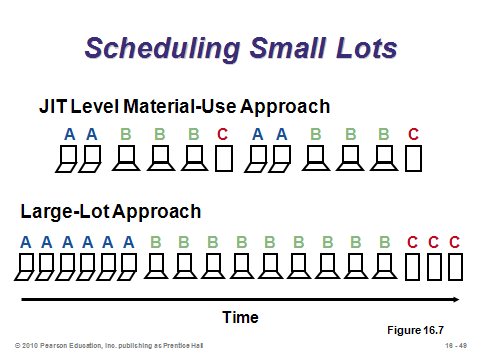 Scheduling Small Lots
JIT Level Material-Use Approach
A A B B B C A A B B B C
Large-Lot Approach
A A A A A A B B B B B B B B B C C C
Time
Figure 16.7
© 2010 Pearson Education, Inc. publishing as Prentice Hall
16 - 49